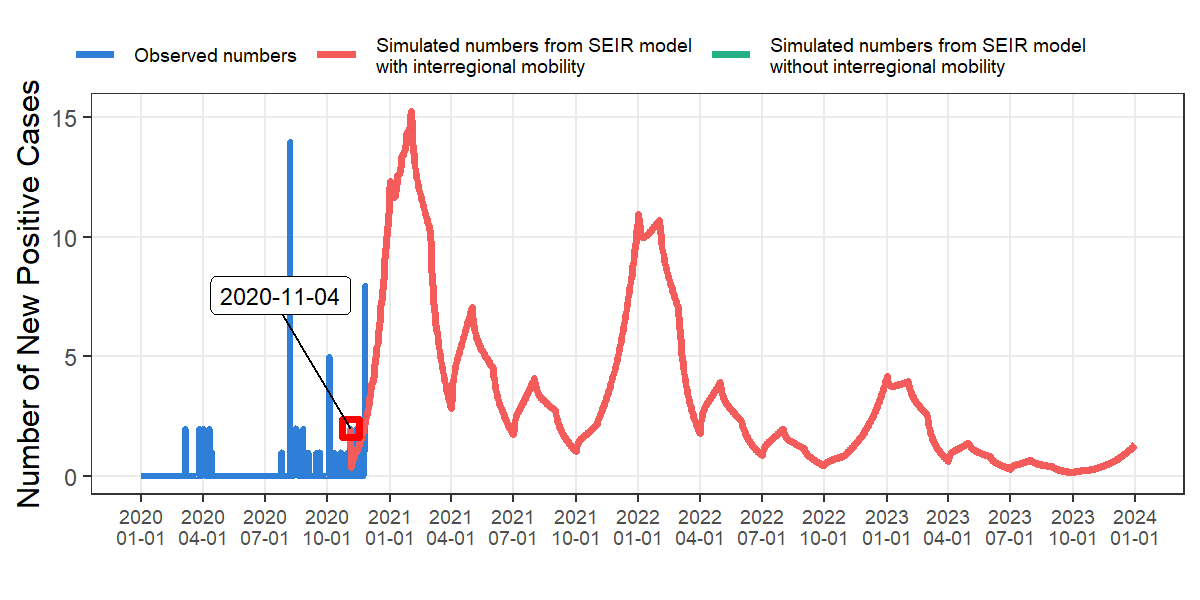 Observed numbers
Simulated numbers from SEIR model
with interregional mobility
Simulated numbers from SEIR model
without interregional mobility
Number of New Positive Cases
15
10
5
0
2020-11-04
2020 2020 2020 2020 2021 2021 2021 2021 2022 2022 2022 2022 2023 2023 2023 2023 2024
01-01 04-01 07-01 10-01 01-01 04-01 07-01 10-01 01-01 04-01 07-01 10-01 01-01 04-01 07-01 10-01 01-01